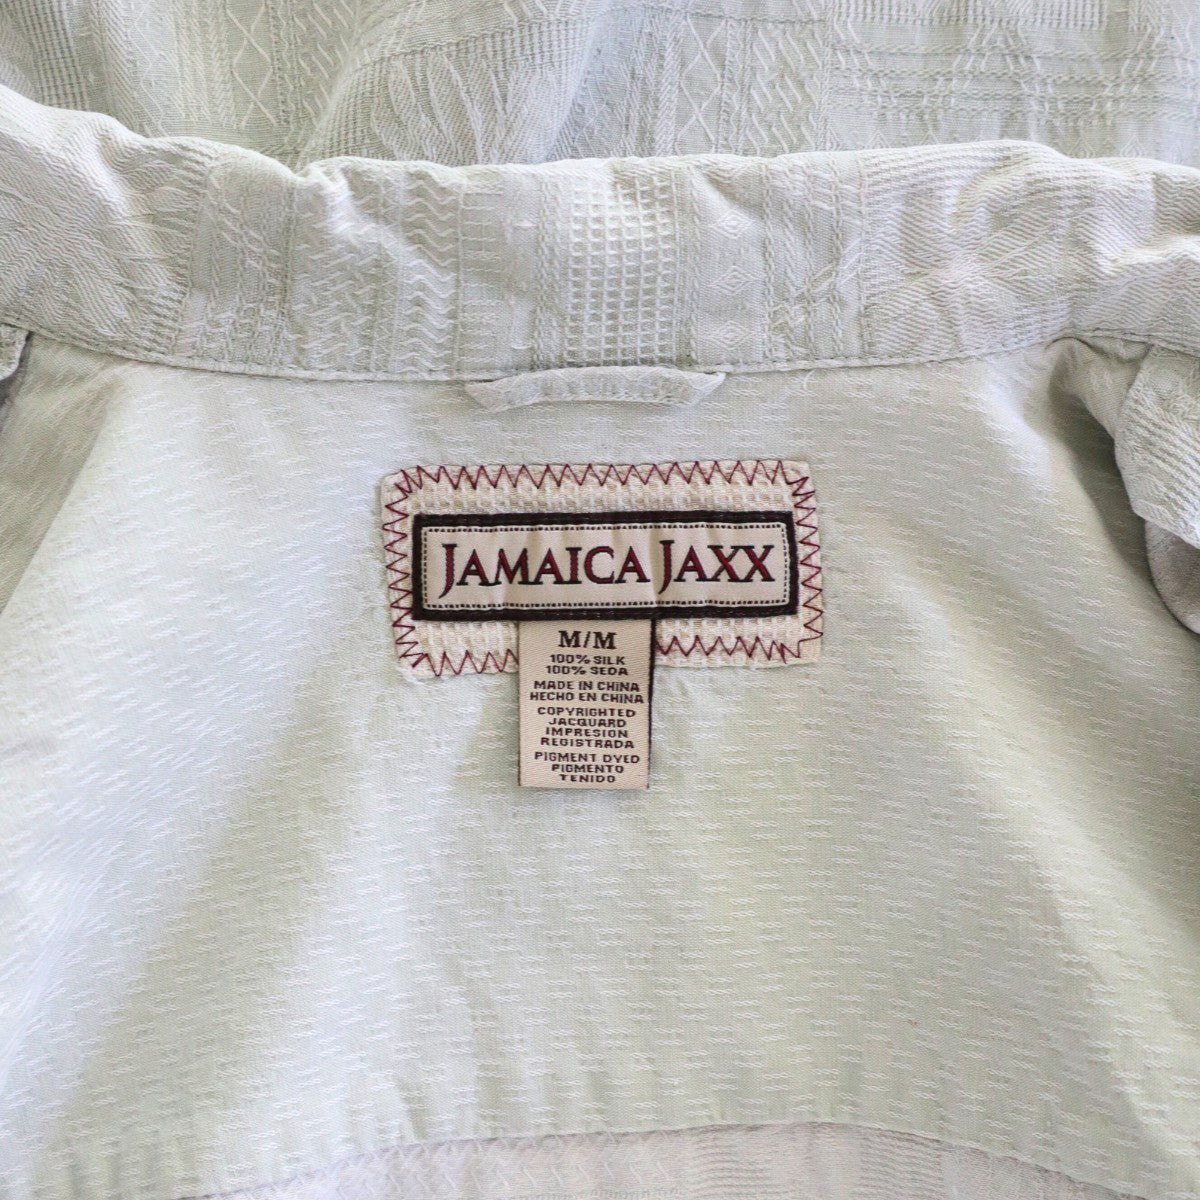 JAMAICA JAXX
M/M
100% SILK
100% SEDA
MADE IN CHINA
HECHO EN CHINA
COPYRIGHTED
JACQUARD
IMPRESION
REGISTRADA
PIGMENT DYED
PIGMENTO
TENIDO